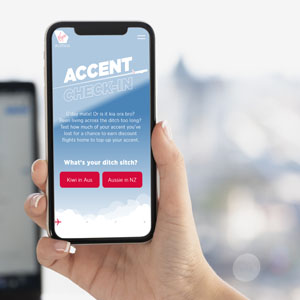 ACCENT
CHECK-IN
G'day mate! Or is it kia ora bro?
Been living across the ditch too long?
Test how much of your accent you've
lost for a chance to earn discount
flights home to top up your accent.
What's your ditch sitch?
Kiwi in Aus
Aussie in NZ